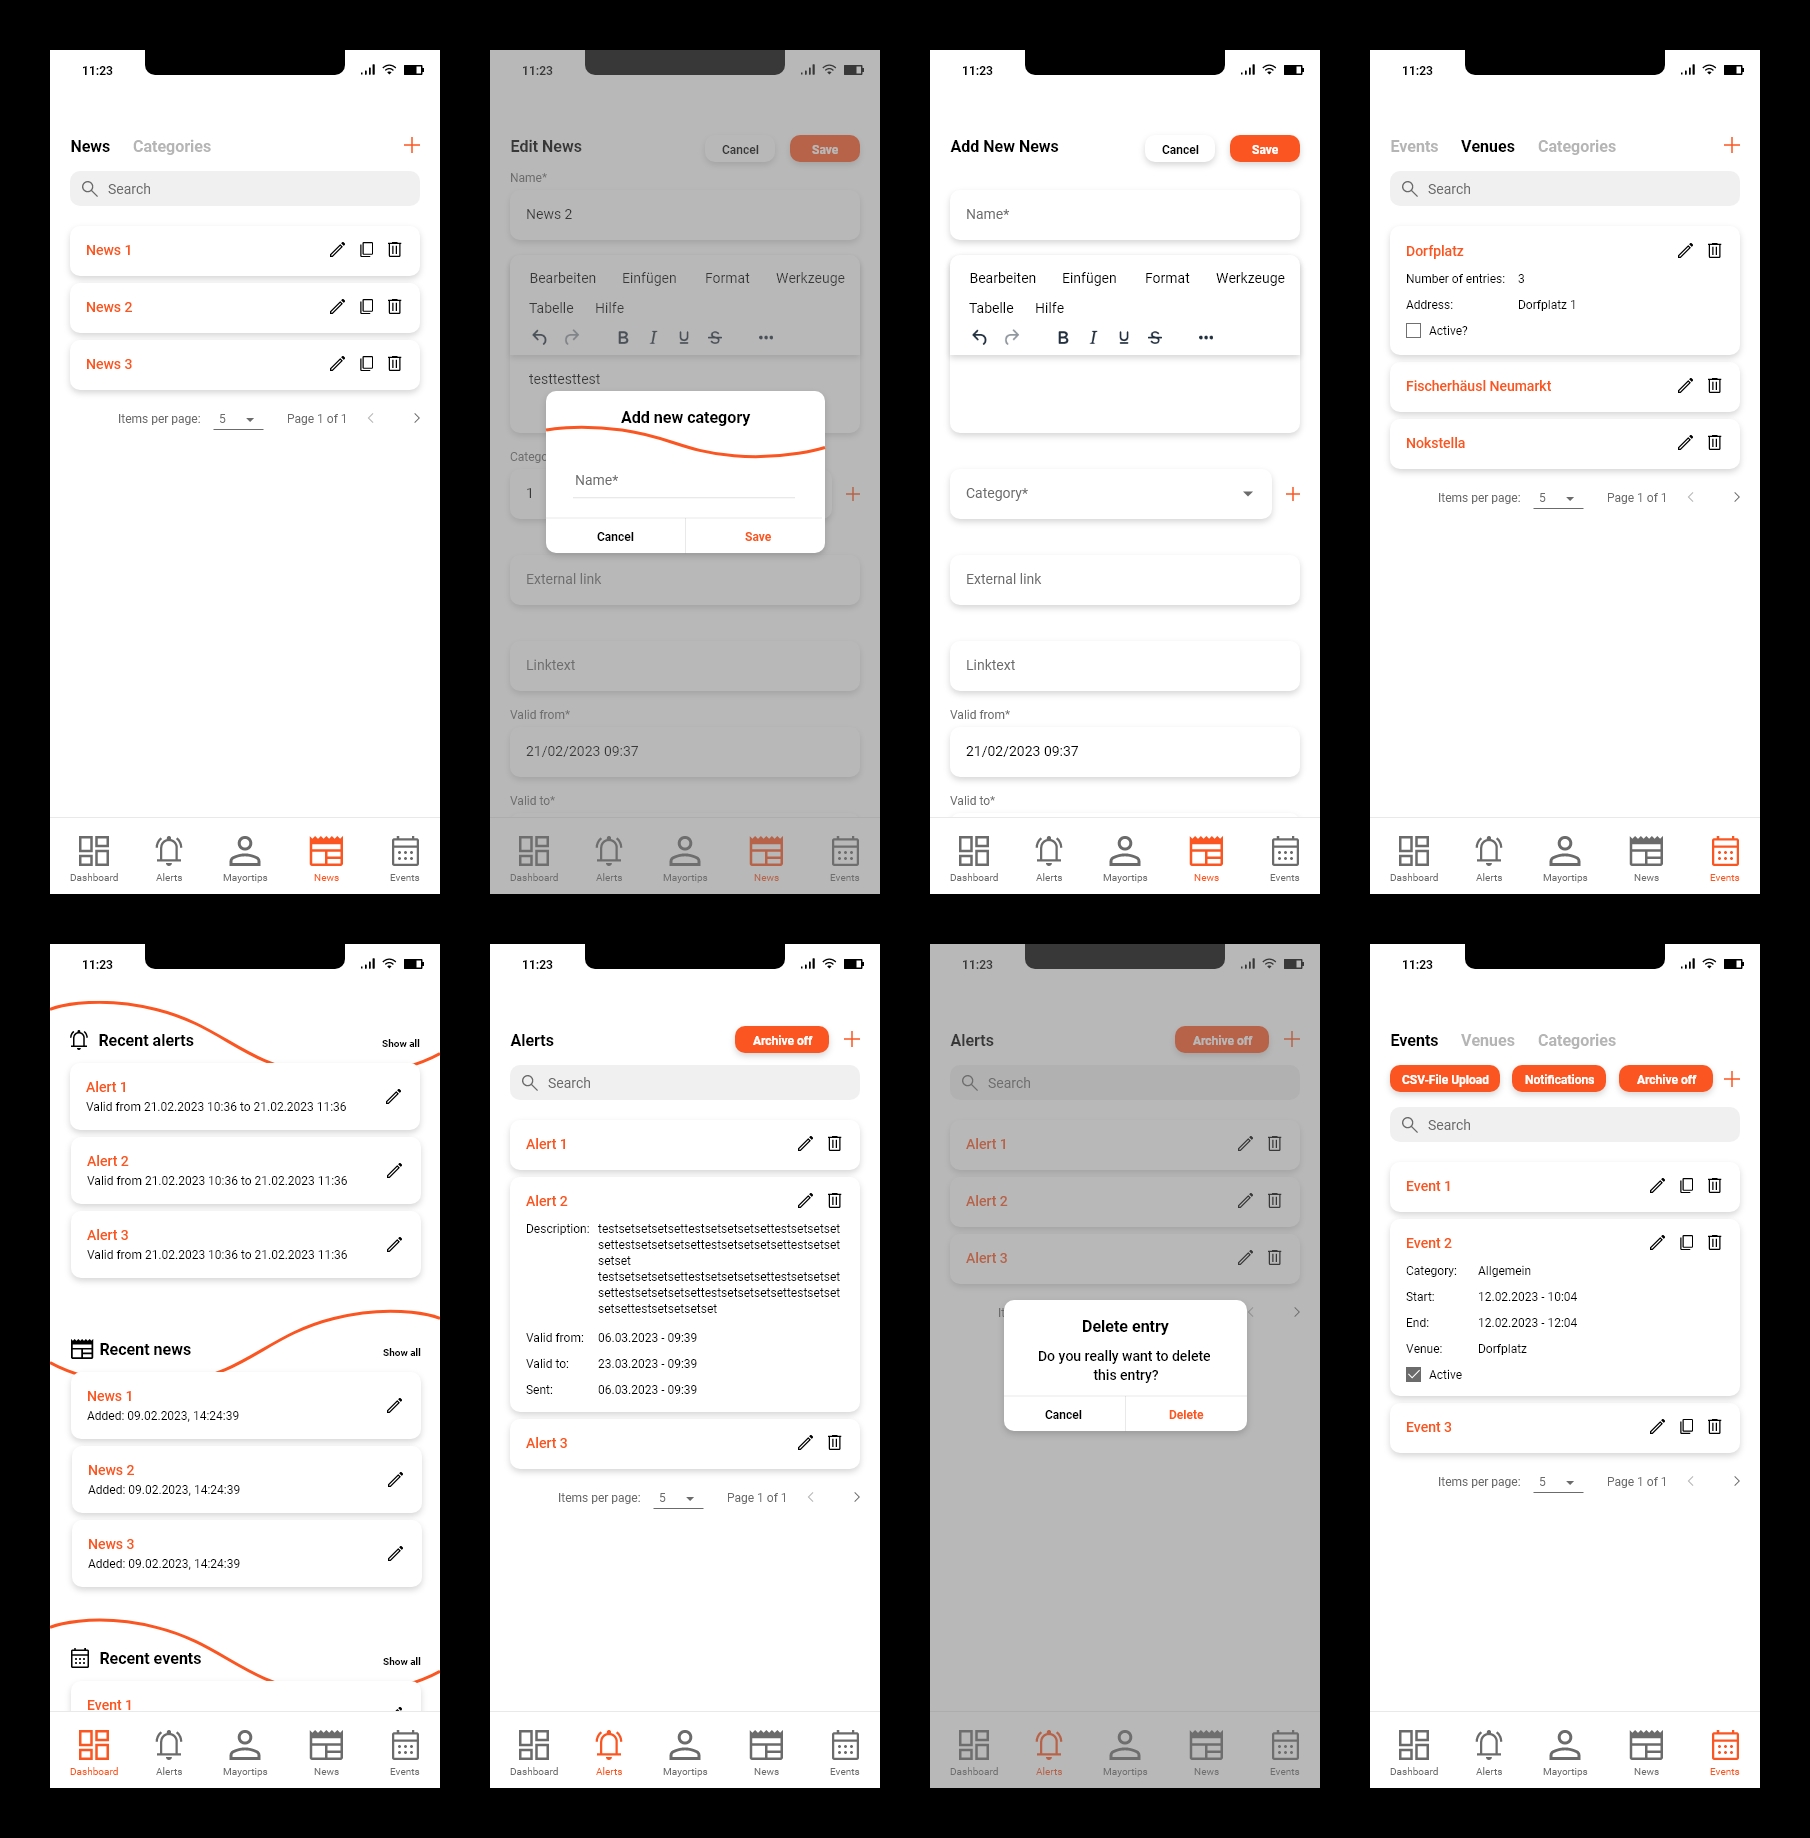 11:23
News Categories
Search
News 1
News 2
News 3
Items per page: 5 Page 1 of 1
Dashboard Alerts Mayortips News Events
11:23
Edit News Cancel Save
Name*
News 2
Bearbeiten Einfügen Format Werkzeuge
Tabelle Hilfe
B I U S ...
testtesttest
Add new category
Catego
Name*
1
Cancel Save
External link
Linktext
Valid from*
21/02/2023 09:37
Valid to*
Dashboard Alerts Mayortips News Events
11:23
Add New News Cancel Save
Name*
Bearbeiten Einfügen Format Werkzeuge
Tabelle Hilfe
B I U S ...
Category*
External link
Linktext
Valid from*
21/02/2023 09:37
Valid to*
Dashboard Alerts Mayortips News Events
11:23
Events Venues Categories
Search
Dorfplatz
Number of entries: 3
Address: Dorfplatz 1
Active?
Fischerhäusl Neumarkt
Nokstella
Items per page: 5 Page 1 of 1
Dashboard Alerts Mayortips News Events
11:23
Recent alerts Show all
Alert 1
Valid from 21.02.2023 10:36 to 21.02.2023 11:36
Alert 2
Valid from 21.02.2023 10:36 to 21.02.2023 11:36
Alert 3
Valid from 21.02.2023 10:36 to 21.02.2023 11:36
Recent news Show all
News 1
Added: 09.02.2023, 14:24:39
News 2
Added: 09.02.2023, 14:24:39
News 3
Added: 09.02.2023, 14:24:39
Recent events Show all
Event 1
Dashboard Alerts Mayortips News Events
11:23
Alerts Archive off
Search
Alert 1
Alert 2
Description: testsetsetsetsettestsetsetsetsettestsetsetset
settestsetsetsetsettestsetsetsetsettestsetset
setset
testsetsetsetsettestsetsetsetsettestsetsetset
settestsetsetsetsettestsetsetsetsettestsetset
setsettestsetsetsetset
Valid from: 06.03.2023 - 09:39
Valid to: 23.03.2023 - 09:39
Sent: 06.03.2023 - 09:39
Alert 3
Items per page: 5 Page 1 of 1
Dashboard Alerts Mayortips News Events
11:23
Alerts Archive off
Search
Alert 1
Alert 2
Alert 3
Delete entry
Do you really want to delete
this entry?
Cancel Delete
Dashboard Alerts Mayortips News Events
11:23
Events Venues Categories
CSV-File Upload Notifications Archive off
Search
Event 1
Event 2
Category: Allgemein
Start: 12.02.2023 - 10:04
End: 12.02.2023 - 12:04
Venue: Dorfplatz
Active
Event 3
Items per page: 5 Page 1 of 1
Dashboard Alerts Mayortips News Events